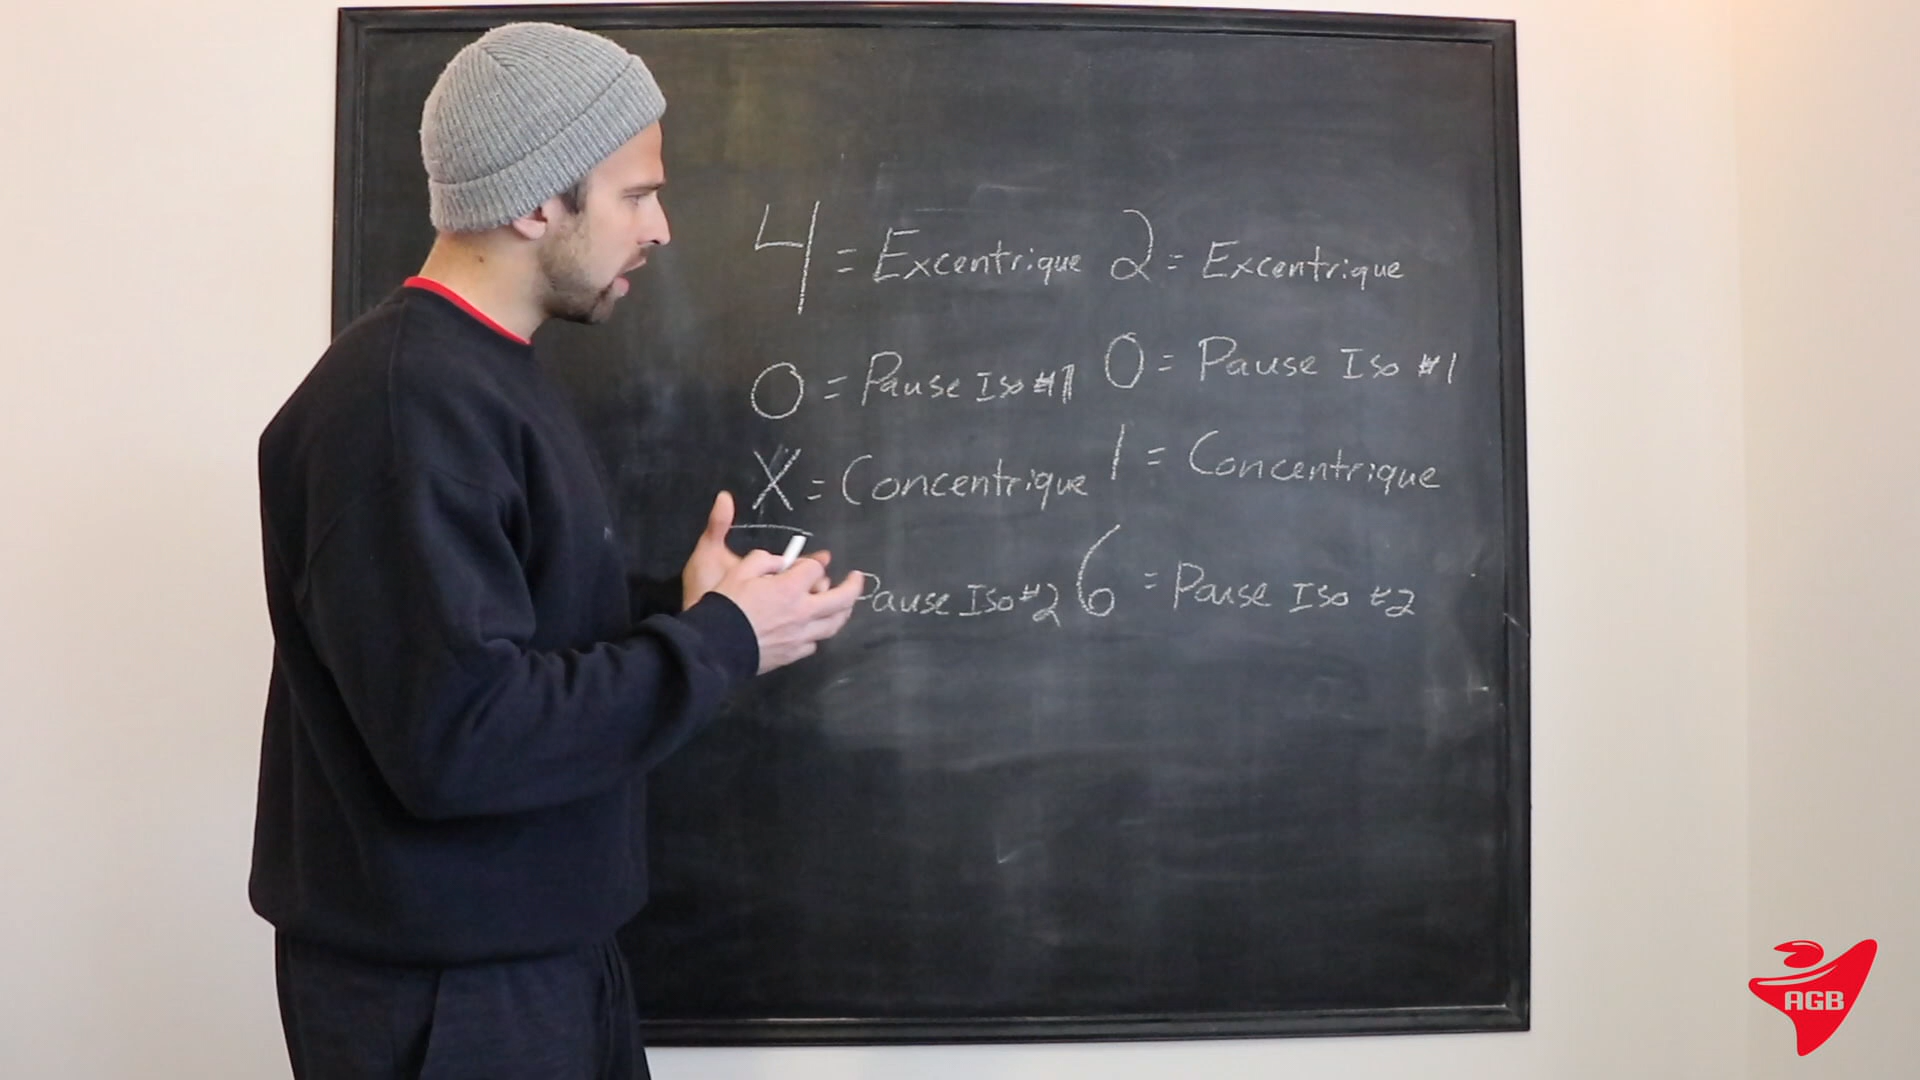 4 = Excentrique
0 = Pause Iso #1
X = Concentrique
Pause Iso #2
2 = Excentrique
0 = Pause Iso #1
1 = Concentrique
6 = Pause Iso #2
AGB